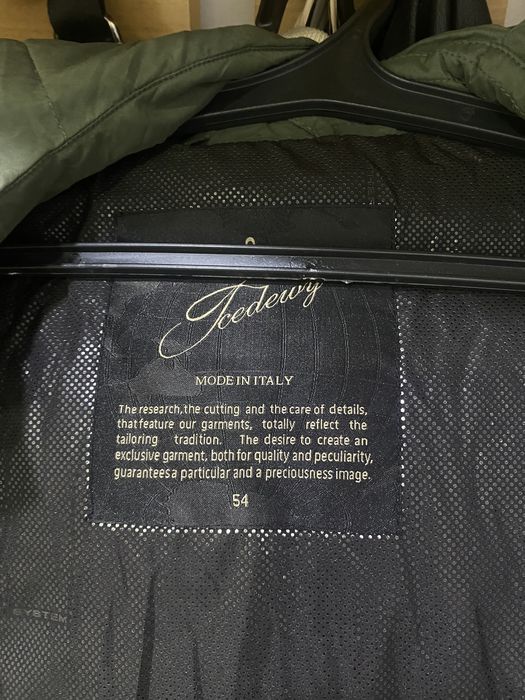 Icedewy
MODE IN ITALY
The research,the cutting and the care of details,
that feature our garments, totally reflect the
tailoring tradition. The desire to create an
exclusive garment, both for quality and peculiarity,
guarantees a particular and a preciousness image.
54
SYSTEM